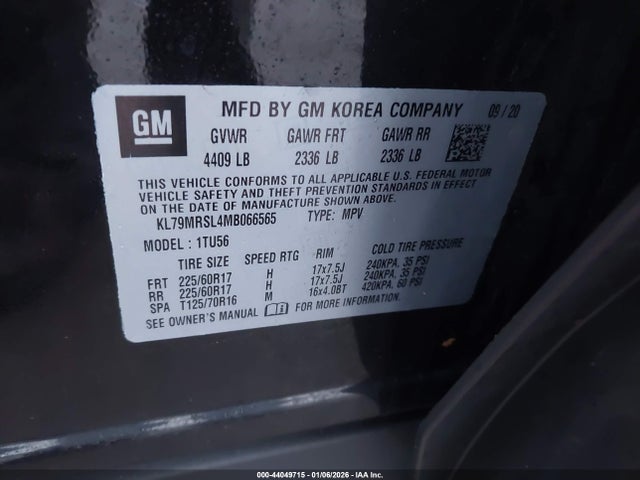 GM
MFD BY GM KOREA COMPANY 09/20
GVWR GAWR FRT GAWR RR
4409 LB 2336 LB 2336 LB
THIS VEHICLE CONFORMS TO ALL APPLICABLE U.S. FEDERAL MOTOR
VEHICLE SAFETY AND THEFT PREVENTION STANDARDS IN EFFECT
ON THE DATE OF MANUFACTURE SHOWN ABOVE.
KL79MRSL4MB066565 TYPE: MPV
MODEL: 1TU56
TIRE SIZE SPEED RTG RIM COLD TIRE PRESSURE
FRT 225/60R17 H 17x7.5J 240KPA, 35 PSI
RR 225/60R17 H 17x7.5J 240KPA, 35 PSI
SPA T125/70R16 M 16x4.0BT 420KPA, 60 PSI
SEE OWNER'S MANUAL FOR MORE INFORMATION.
000-44049715 - 01/06/2026 - IAA Inc.